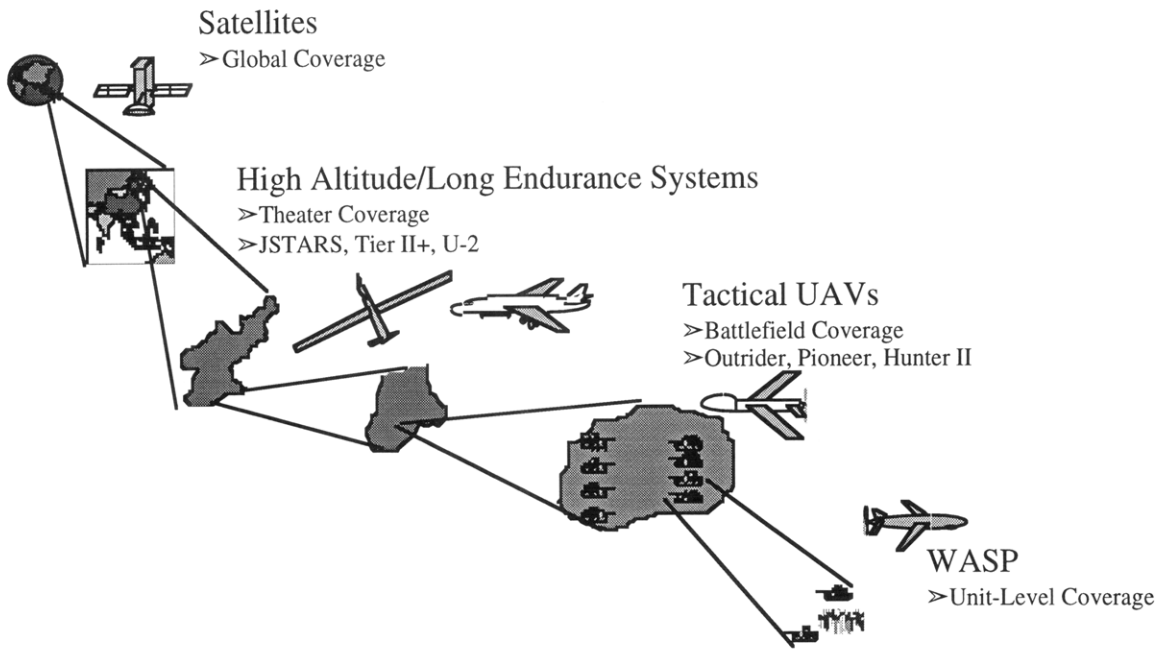 Satellites
➢Global Coverage
High Altitude/Long Endurance Systems
➢Theater Coverage
➢JSTARS, Tier II+, U-2
Tactical UAVs
➢Battlefield Coverage
➢Outrider, Pioneer, Hunter II
WASP
➢Unit-Level Coverage